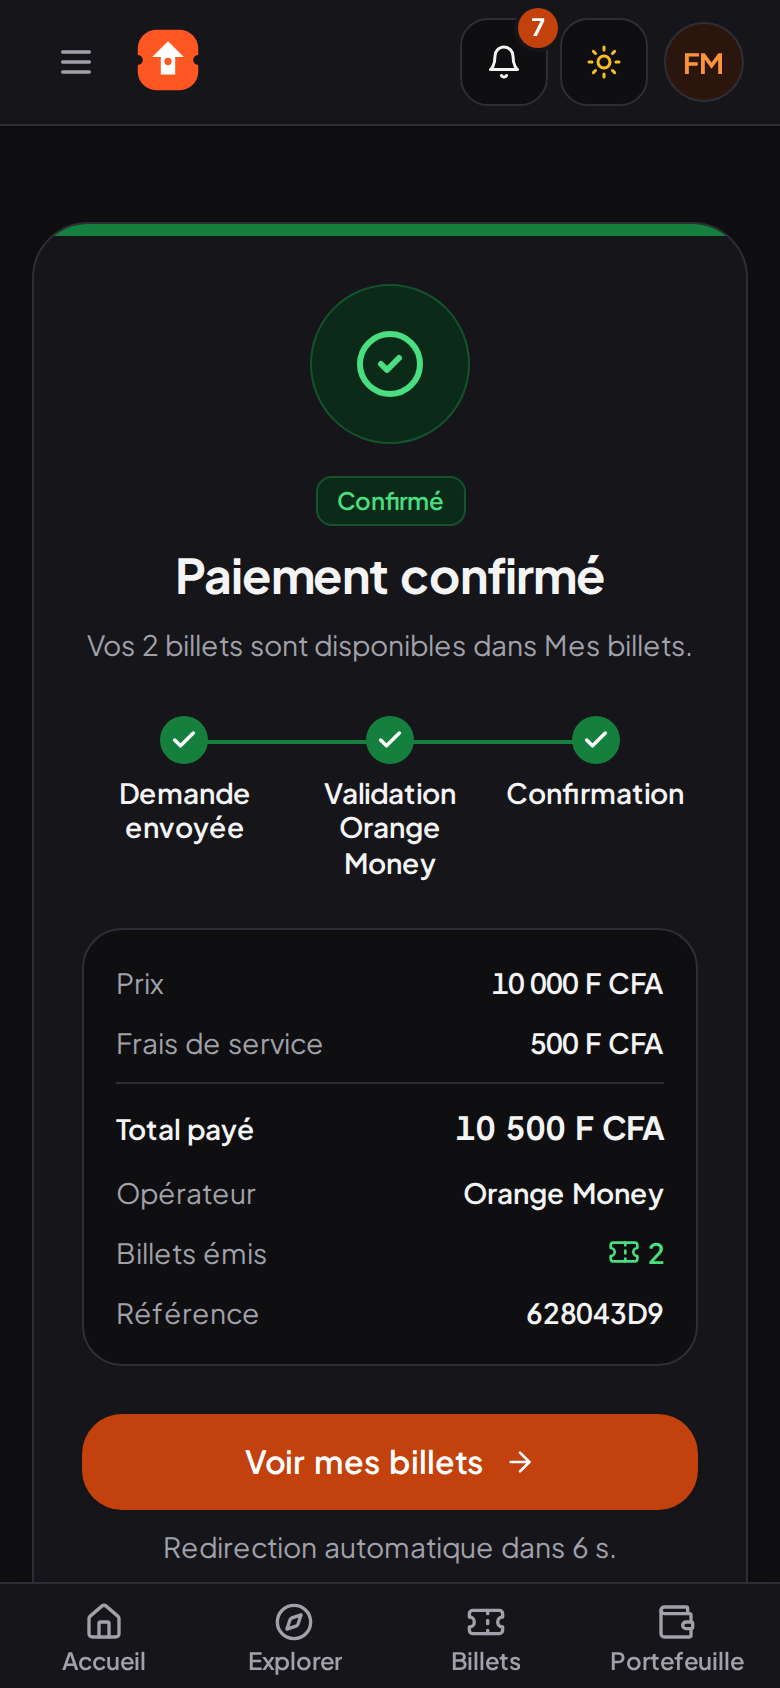 7
FM
Confirmé
Paiement confirmé
Vos 2 billets sont disponibles dans Mes billets.
Demande
envoyée
Validation
Orange
Money
Confirmation
Prix 10 000 F CFA
Frais de service 500 F CFA
Total payé 10 500 F CFA
Opérateur Orange Money
Billets émis 2
Référence 628043D9
Voir mes billets →
Redirection automatique dans 6 s.
Accueil Explorer Billets Portefeuille